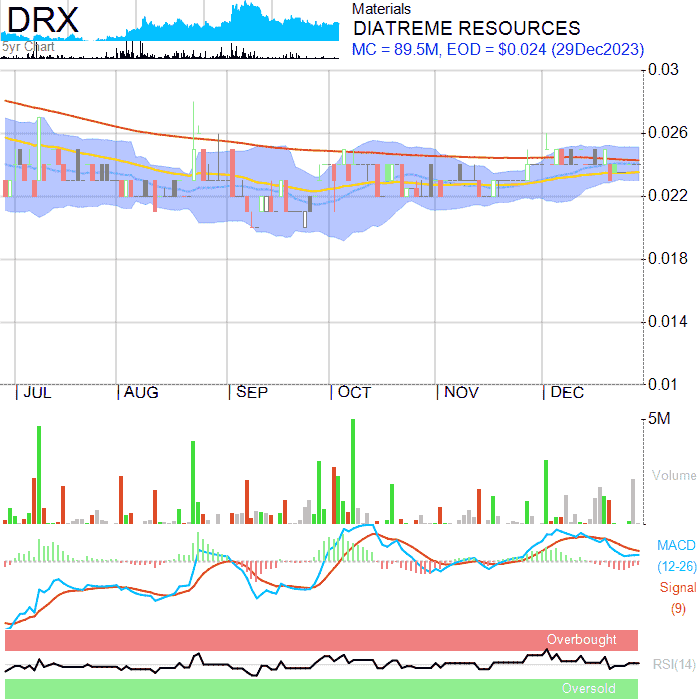 DRX
5yr Chart
Materials
DIATREME RESOURCES
MC = 89.5M, EOD = $0.024 (29Dec2023)
0.03
0.026
0.022
0.018
0.014
0.01
JUL AUG SEP OCT NOV DEC
5M
Volume
MACD
(12-26)
Signal
(9)
Overbought
RSI(14)
Oversold